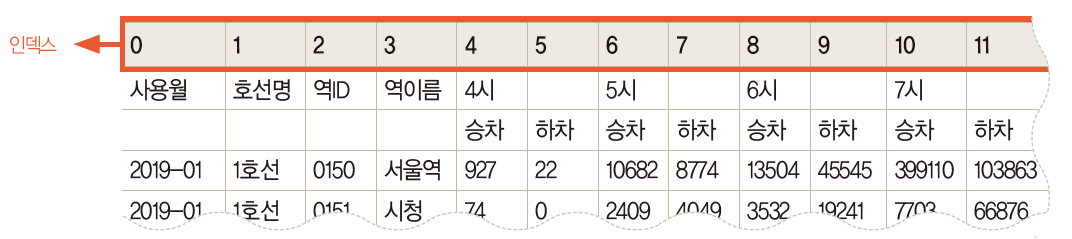 인덱스 0 1 2 3 4 5 6 7 8 9 10 11
사용월 호선명 역ID 역이름 4시 5시 6시 7시
승차 하차 승차 하차 승차 하차 승차 하차
2019-01 1호선 0150 서울역 927 22 10682 8774 13504 45545 399110 103863
2019-01 1호선 0151 시청 74 0 2409 4049 3532 19241 7703 66876